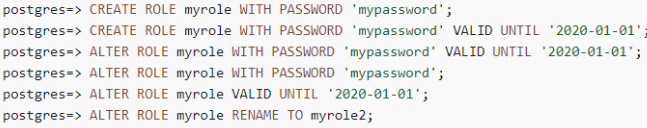 postgres=> CREATE ROLE myrole WITH PASSWORD 'mypassword';
postgres=> CREATE ROLE myrole WITH PASSWORD 'mypassword' VALID UNTIL '2020-01-01';
postgres=> ALTER ROLE myrole WITH PASSWORD 'mypassword' VALID UNTIL '2020-01-01';
postgres=> ALTER ROLE myrole WITH PASSWORD 'mypassword';
postgres=> ALTER ROLE myrole VALID UNTIL '2020-01-01';
postgres=> ALTER ROLE myrole RENAME TO myrole2;